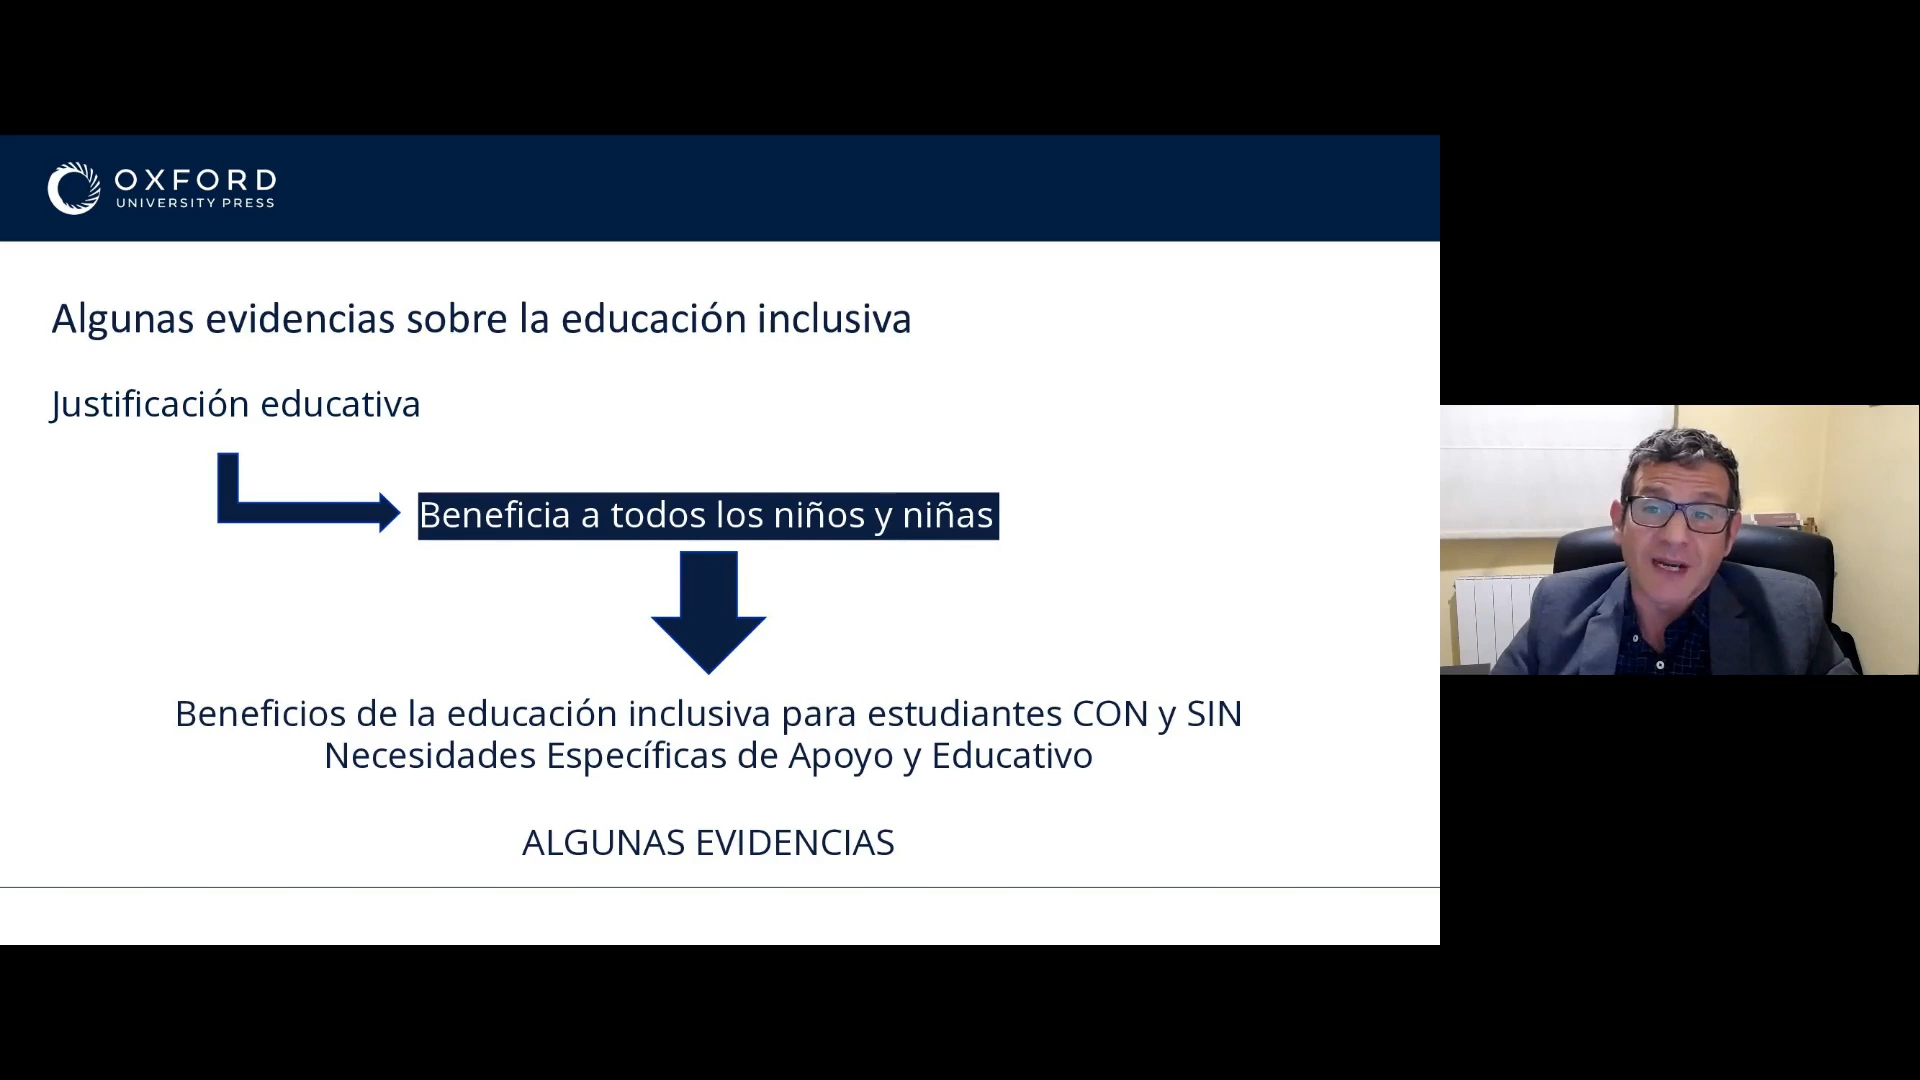 OXFORD
UNIVERSITY PRESS
Algunas evidencias sobre la educación inclusiva
Justificación educativa
Beneficia a todos los niños y niñas
Beneficios de la educación inclusiva para estudiantes CON y SIN
Necesidades Específicas de Apoyo y Educativo
ALGUNAS EVIDENCIAS